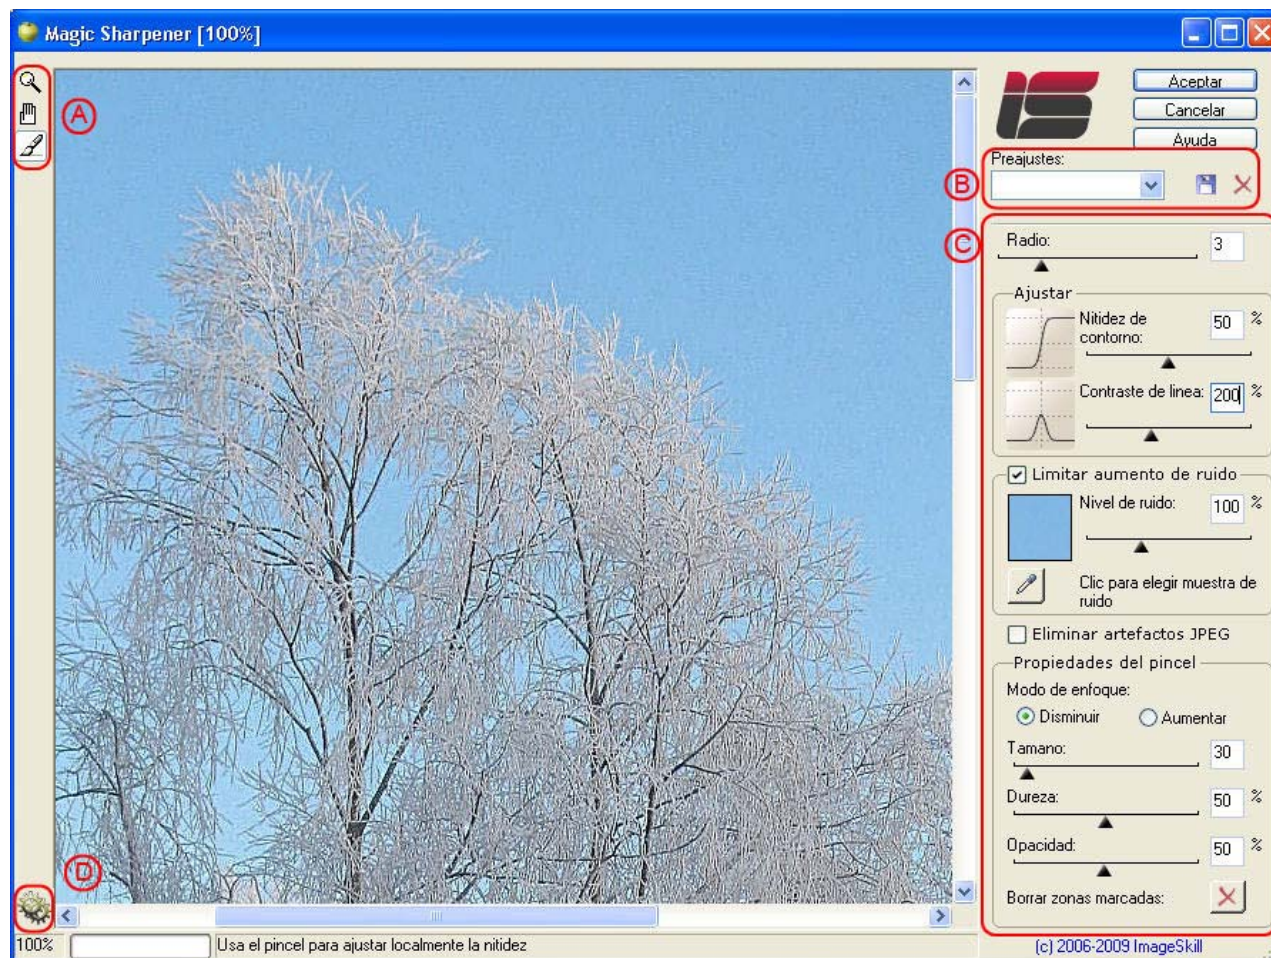 Magic Sharpener [100%]
A
Aceptar
Cancelar
Ayuda
B
Preajustes:
C
Radio: 3
Ajustar
Nitidez de contorno: 50 %
Contraste de linea: 200 %
Limitar aumento de ruido
Nivel de ruido: 100 %
Clic para elegir muestra de
ruido
Eliminar artefactos JPEG
Propiedades del pincel
Modo de enfoque:
Disminuir Aumentar
Tamano: 30
Dureza: 50 %
Opacidad: 50 %
Borrar zonas marcadas:
D
100% Usa el pincel para ajustar localmente la nitidez
(c) 2006-2009 ImageSkill